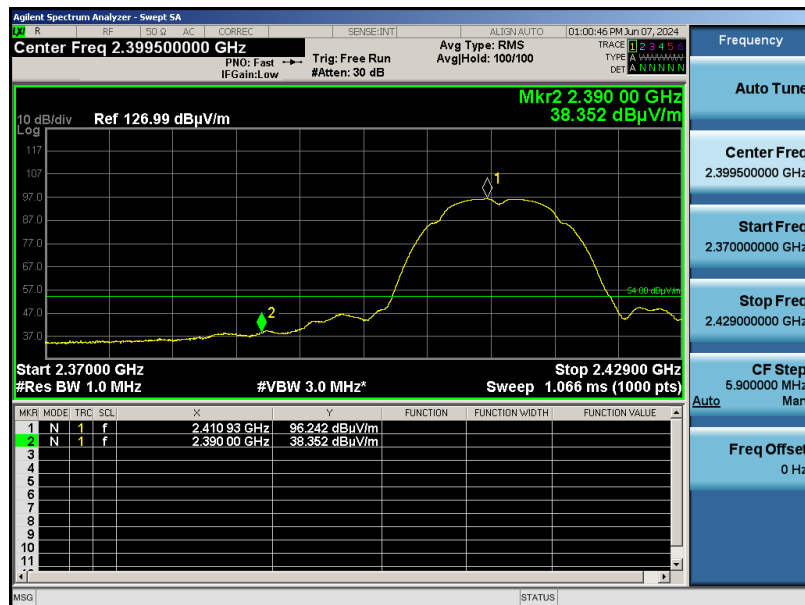 Agilent Spectrum Analyzer - Swept SA
LXI R RF 50 Ω AC CORREC SENSE:INT ALIGN AUTO 01:00:46 PM Jun 07, 2024
Center Freq 2.399500000 GHz
PNO: Fast
IFGain:Low
Trig: Free Run
#Atten: 30 dB
Avg Type: RMS
Avg|Hold: 100/100
TRACE 1 2 3 4 5 6
TYPE A WWWWW
DET A N N N N N
Mkr2 2.390 00 GHz
38.352 dBµV/m
10 dB/div Ref 126.99 dBµV/m
Log
117
107
97.0
87.0
77.0
67.0
57.0
47.0
37.0
1
2
54.00 dBµV/m
Start 2.37000 GHz Stop 2.42900 GHz
#Res BW 1.0 MHz #VBW 3.0 MHz* Sweep 1.066 ms (1000 pts)
MKR MODE TRC SCL X Y FUNCTION FUNCTION WIDTH FUNCTION VALUE
1 N 1 f 2.410 93 GHz 96.242 dBµV/m
2 N 1 f 2.390 00 GHz 38.352 dBµV/m
3
4
5
6
7
8
9
10
11
MSG STATUS
Frequency
Auto Tune
Center Freq
2.399500000 GHz
Start Freq
2.370000000 GHz
Stop Freq
2.429000000 GHz
CF Step
5.900000 MHz
Auto Man
Freq Offset
0 Hz